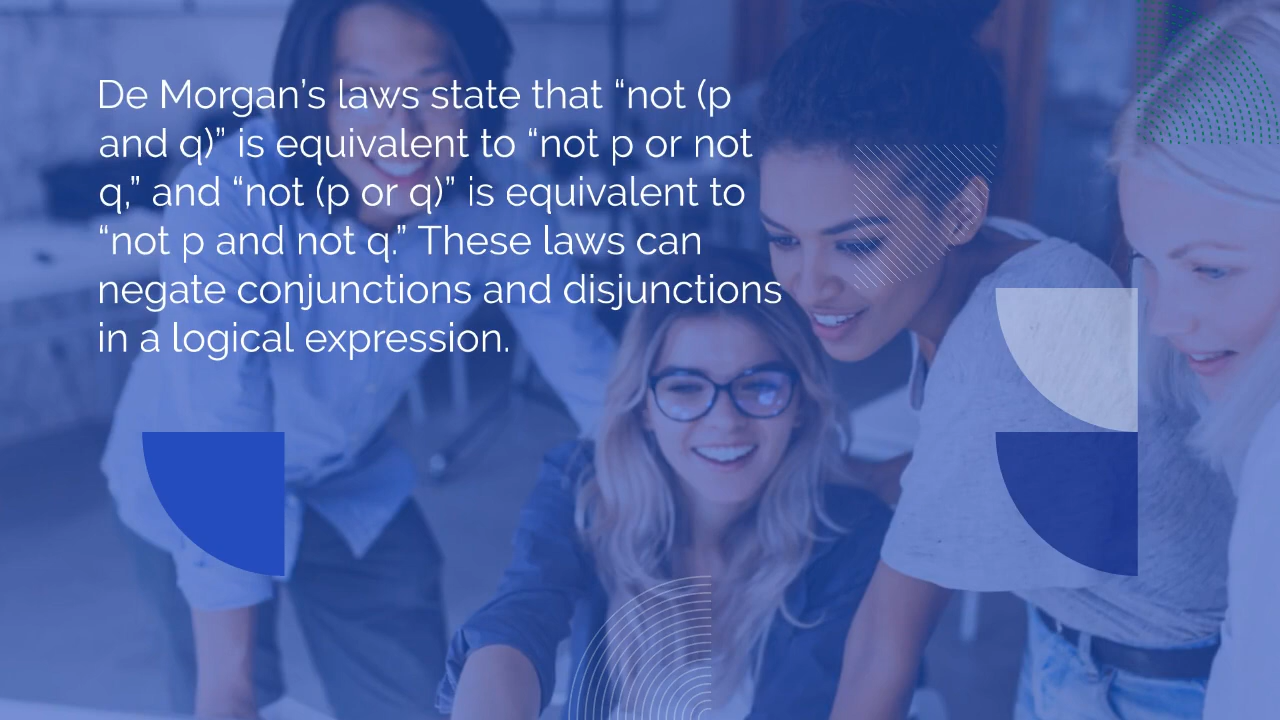 De Morgan’s laws state that “not (p
and q)” is equivalent to “not p or not
q,” and “not (p or q)” is equivalent to
“not p and not q.” These laws can
negate conjunctions and disjunctions
in a logical expression.